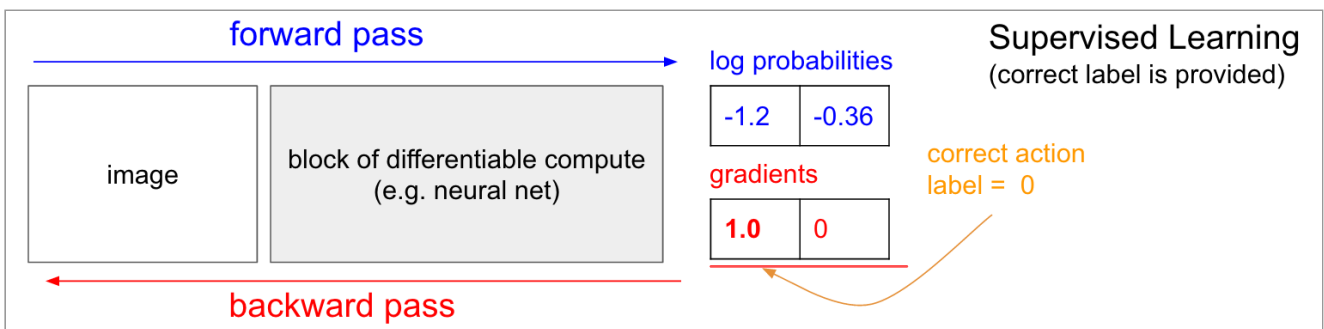 forward pass
Supervised Learning
(correct label is provided)
log probabilities
-1.2 -0.36
image
block of differentiable compute
(e.g. neural net)
gradients
1.0 0
correct action
label = 0
backward pass